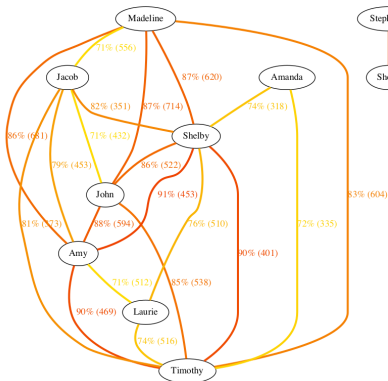 Madeline
Steph
71% (556)
Jacob
Amanda
She
87% (620)
82% (351)
87% (714)
74% (318)
86% (681)
71% (432)
Shelby
79% (453)
86% (522)
John
91% (453)
83% (604)
81% (573)
88% (594)
76% (510)
72% (335)
Amy
90% (401)
71% (512)
85% (538)
90% (469)
Laurie
74% (516)
Timothy